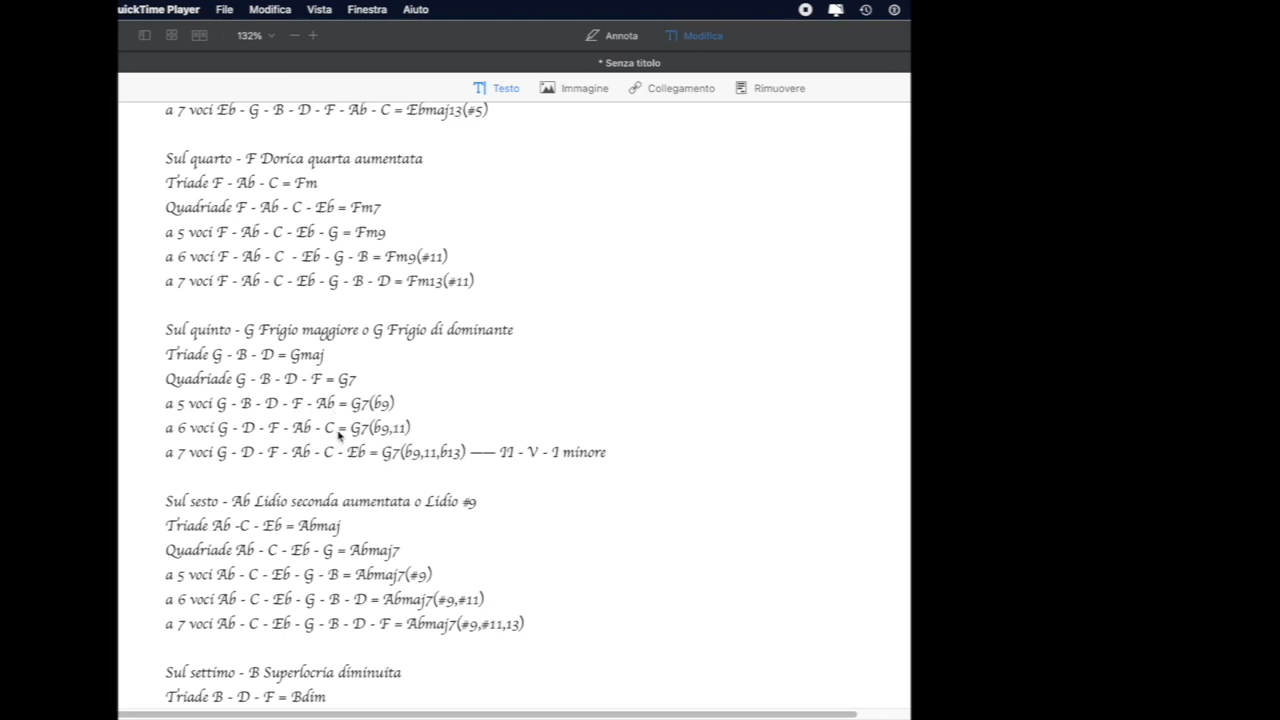 uickTime Player File Modifica Vista Finestra Aiuto
132% Annota Modifica
* Senza titolo
Testo Immagine Collegamento Rimuovere
a 7 voci Eb - G - B - D - F - Ab - C = Ebmaj13(#5)
Sul quarto - F Dorica quarta aumentata
Triade F - Ab - C = Fm
Quadriade F - Ab - C - Eb = Fm7
a 5 voci F - Ab - C - Eb - G = Fm9
a 6 voci F - Ab - C - Eb - G - B = Fm9(#11)
a 7 voci F - Ab - C - Eb - G - B - D = Fm13(#11)
Sul quinto - G Frigio maggiore o G Frigio di dominante
Triade G - B - D = Gmaj
Quadriade G - B - D - F = G7
a 5 voci G - B - D - F - Ab = G7(b9)
a 6 voci G - D - F - Ab - C = G7(b9,11)
a 7 voci G - D - F - Ab - C - Eb = G7(b9,11,b13) —— II - V - I minore
Sul sesto - Ab Lidio seconda aumentata o Lidio #9
Triade Ab -C - Eb = Abmaj
Quadriade Ab - C - Eb - G = Abmaj7
a 5 voci Ab - C - Eb - G - B = Abmaj7(#9)
a 6 voci Ab - C - Eb - G - B - D = Abmaj7(#9,#11)
a 7 voci Ab - C - Eb - G - B - D - F = Abmaj7(#9,#11,13)
Sul settimo - B Superlocria diminuita
Triade B - D - F = Bdim